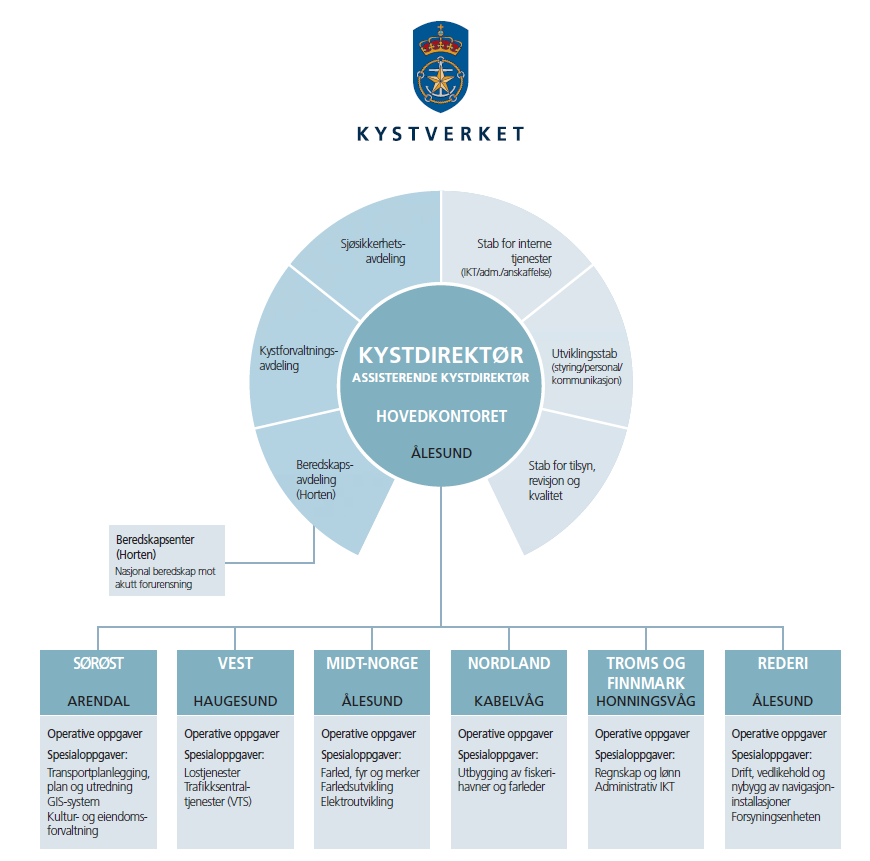 KYSTVERKET
Sjøsikkerhets-
avdeling
Stab for interne
tjenester
(IKT/adm./anskaffelse)
Kystforvaltnings-
avdeling
KYSTDIREKTØR
ASSISTERENDE KYSTDIREKTØR
HOVEDKONTORET
ÅLESUND
Utviklingsstab
(styring/personal/
kommunikasjon)
Beredskaps-
avdeling
(Horten)
Stab for tilsyn,
revisjon og
kvalitet
Beredskapsenter
(Horten)
Nasjonal beredskap mot
akutt forurensning
SØRØST
ARENDAL
Operative oppgaver
Spesialoppgaver:
Transportplanlegging,
plan og utredning
GIS-system
Kultur- og eiendoms-
forvaltning
VEST
HAUGESUND
Operative oppgaver
Spesialoppgaver:
Lostjenester
Trafikksentral-
tjenester (VTS)
MIDT-NORGE
ÅLESUND
Operative oppgaver
Spesialoppgaver:
Farled, fyr og merker
Farledsutvikling
Elektroutvikling
NORDLAND
KABELVÅG
Operative oppgaver
Spesialoppgaver:
Utbygging av fiskeri-
havner og farleder
TROMS OG
FINNMARK
HONNINGSVÅG
Operative oppgaver
Spesialoppgaver:
Regnskap og lønn
Administrativ IKT
REDERI
ÅLESUND
Operative oppgaver
Spesialoppgaver:
Drift, vedlikehold og
nybygg av navigasjon-
installasjoner
Forsyningsenheten